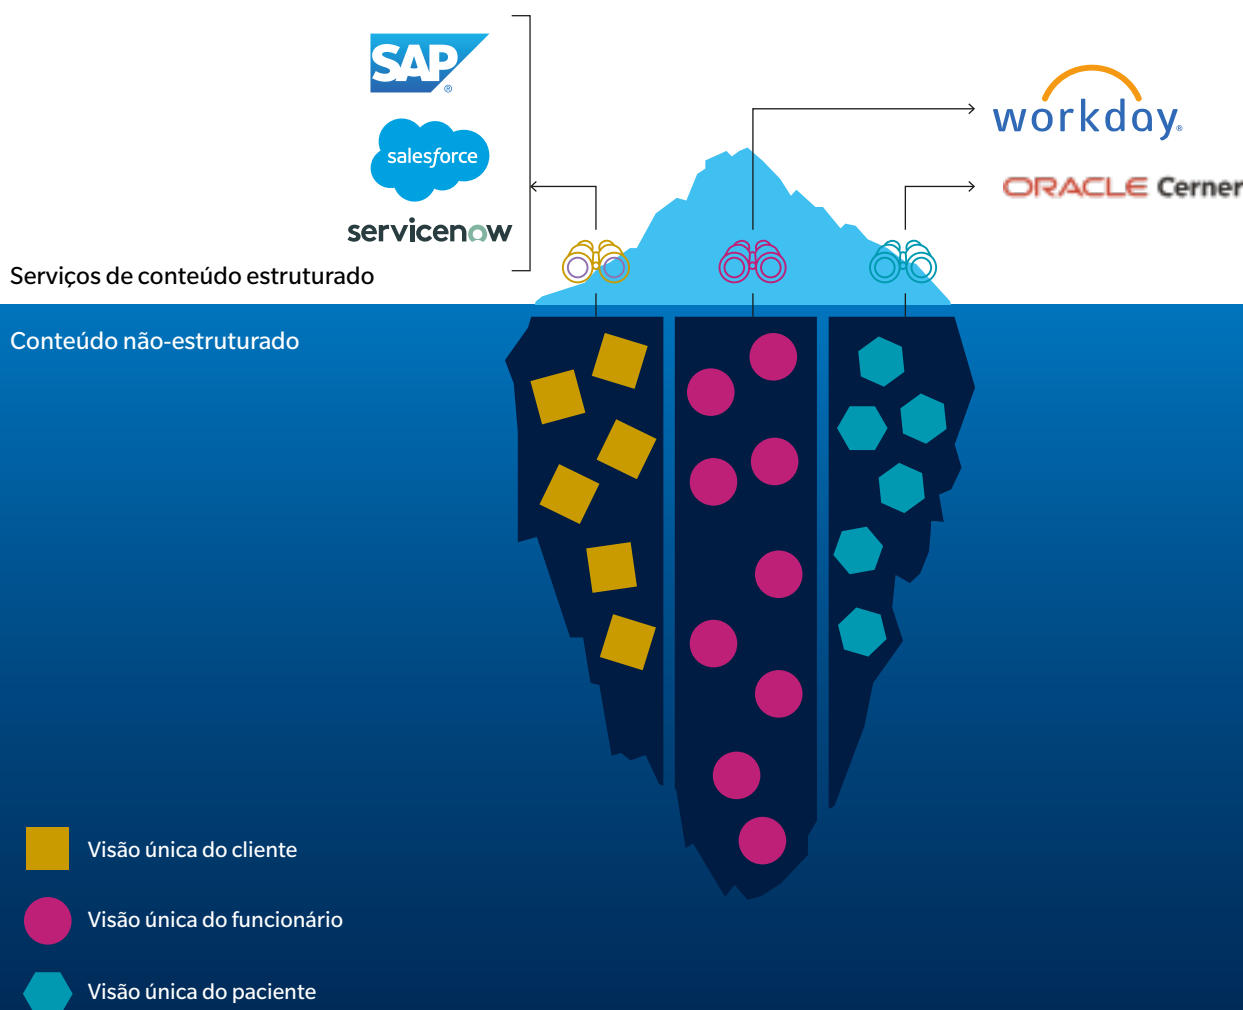 SAP®
salesforce
servicenow
workday®
ORACLE Cerner
Serviços de conteúdo estruturado
Conteúdo não-estruturado
Visão única do cliente
Visão única do funcionário
Visão única do paciente